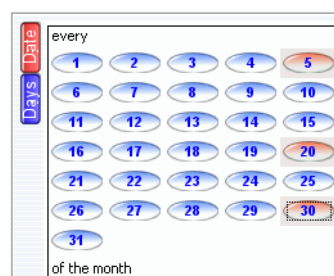 Date
Days
every
1 2 3 4 5
6 7 8 9 10
11 12 13 14 15
16 17 18 19 20
21 22 23 24 25
26 27 28 29 30
31
of the month